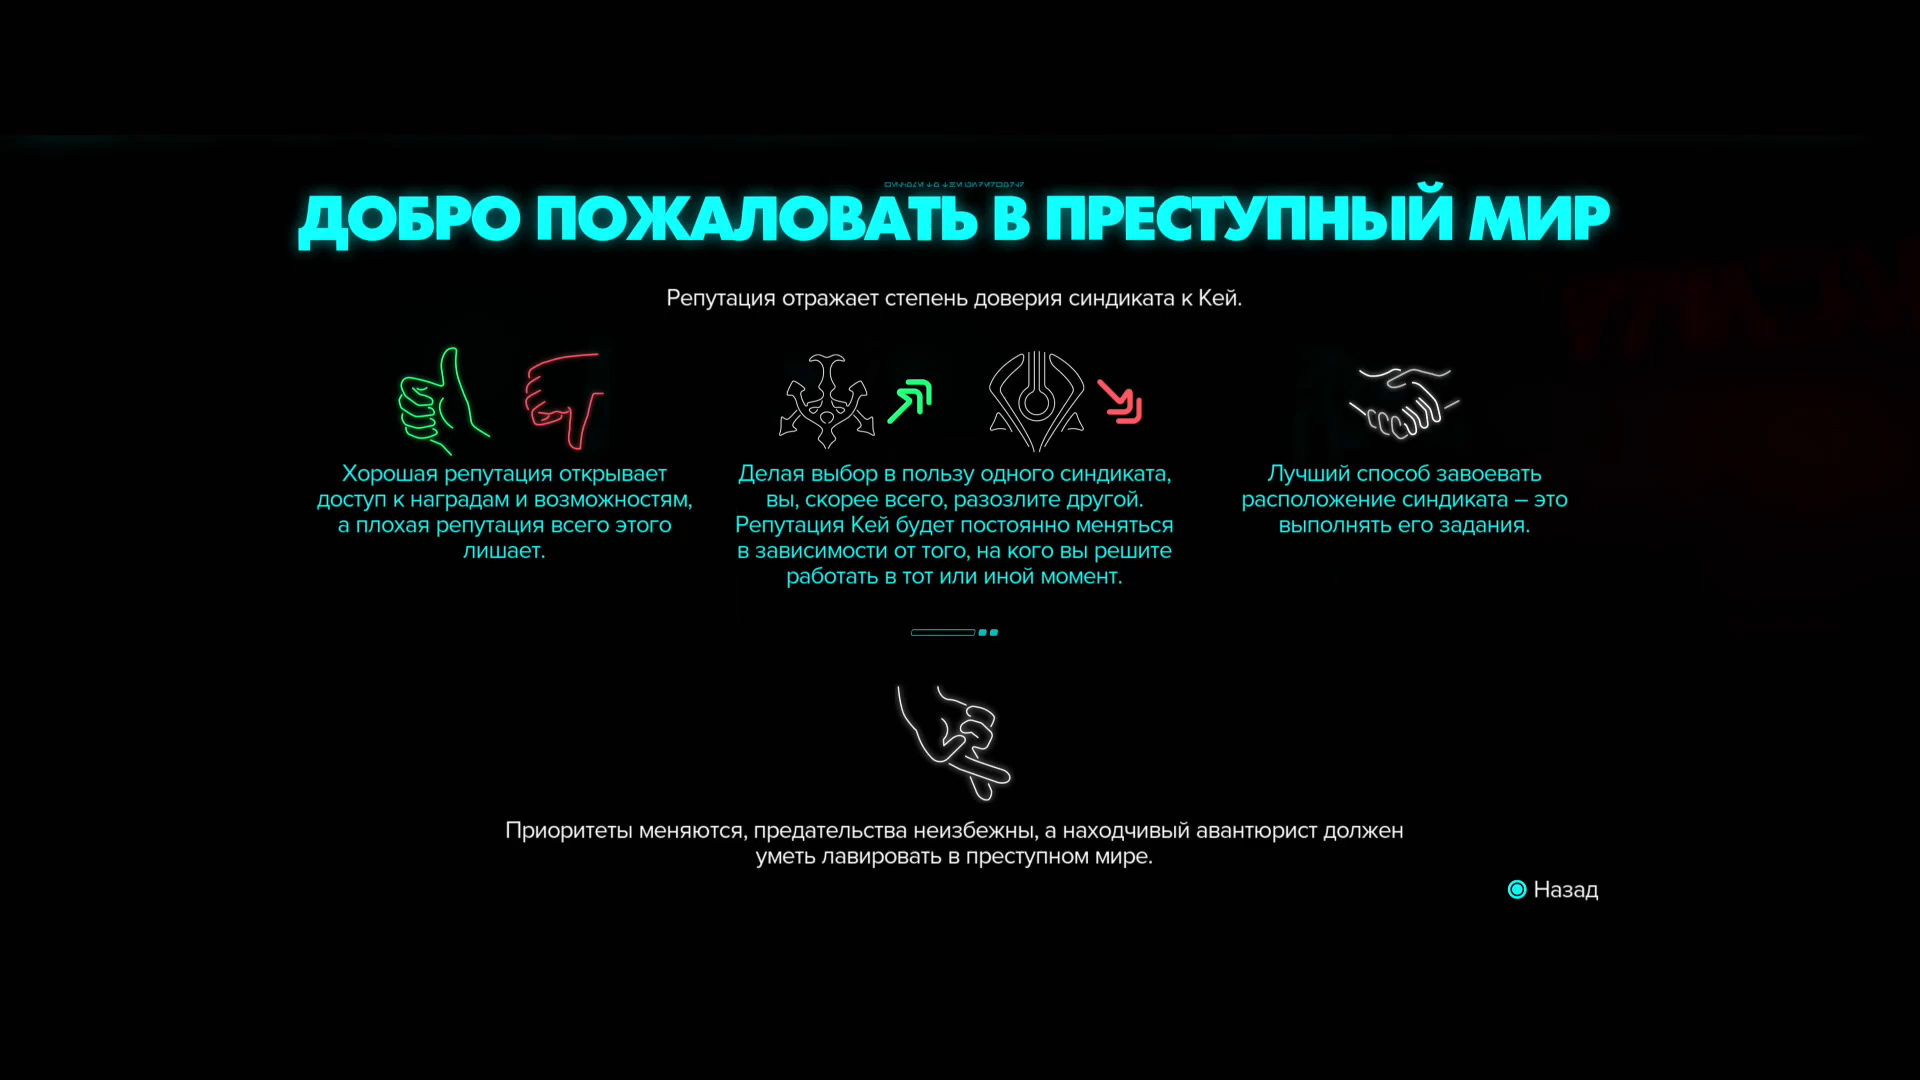 ДОБРО ПОЖАЛОВАТЬ В ПРЕСТУПНЫЙ МИР
Репутация отражает степень доверия синдиката к Кей.
Хорошая репутация открывает
доступ к наградам и возможностям,
а плохая репутация всего этого
лишает.
Делая выбор в пользу одного синдиката,
вы, скорее всего, разозлите другой.
Репутация Кей будет постоянно меняться
в зависимости от того, на кого вы решите
работать в тот или иной момент.
Лучший способ завоевать
расположение синдиката – это
выполнять его задания.
Приоритеты меняются, предательства неизбежны, а находчивый авантюрист должен
уметь лавировать в преступном мире.
Назад